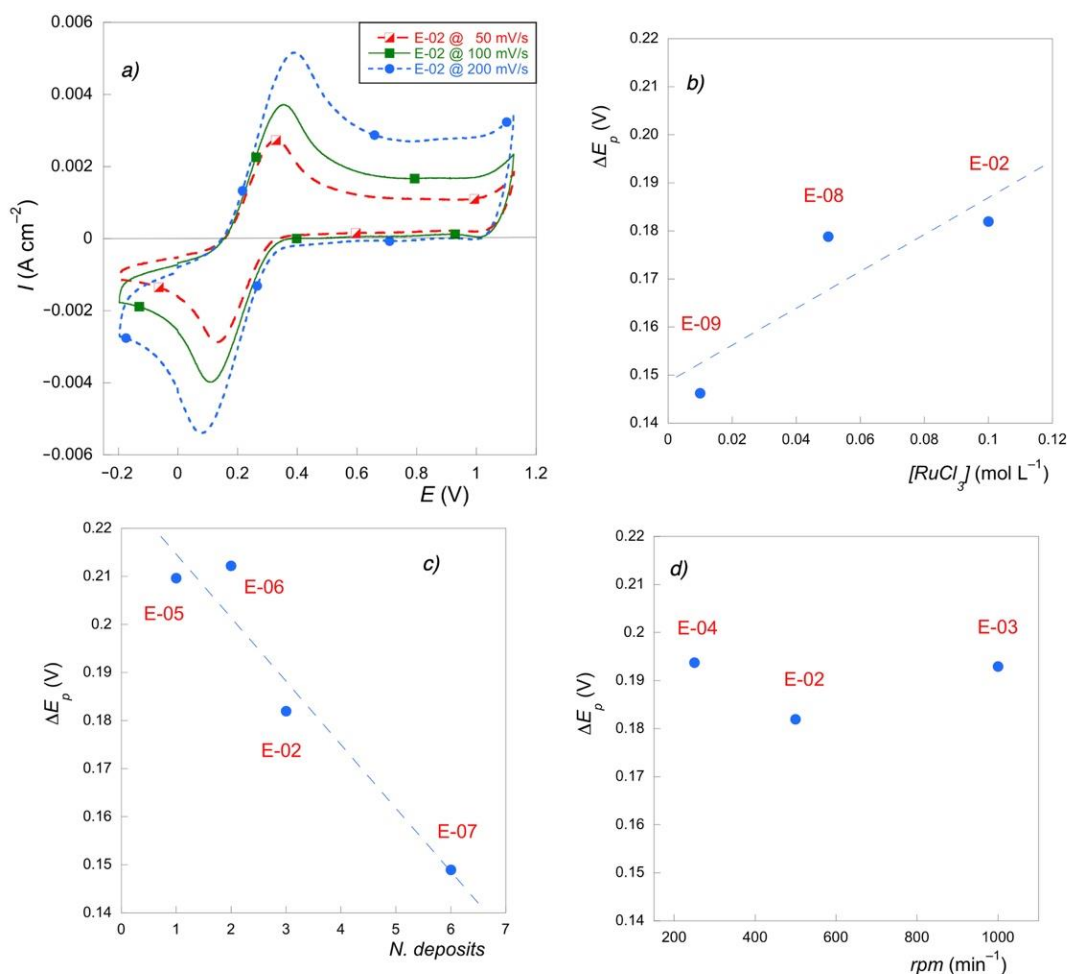 a)
E-02 @ 50 mV/s
E-02 @ 100 mV/s
E-02 @ 200 mV/s
0.006
0.004
0.002
0
−0.002
−0.004
−0.006
I (A cm−2)
−0.2 0 0.2 0.4 0.6 0.8 1 1.2
E (V)
b)
0.22
0.21
0.20
0.19
0.18
0.17
0.16
0.15
0.14
ΔEp (V)
E-02
E-08
E-09
0 0.02 0.04 0.06 0.08 0.1 0.12
[RuCl3] (mol L−1)
c)
0.22
0.21
0.2
0.19
0.18
0.17
0.16
0.15
0.14
ΔEp (V)
E-06
E-05
E-02
E-07
0 1 2 3 4 5 6 7
N. deposits
d)
0.22
0.21
0.2
0.19
0.18
0.17
0.16
0.15
0.14
ΔEp (V)
E-04
E-03
E-02
200 400 600 800 1000
rpm (min−1)